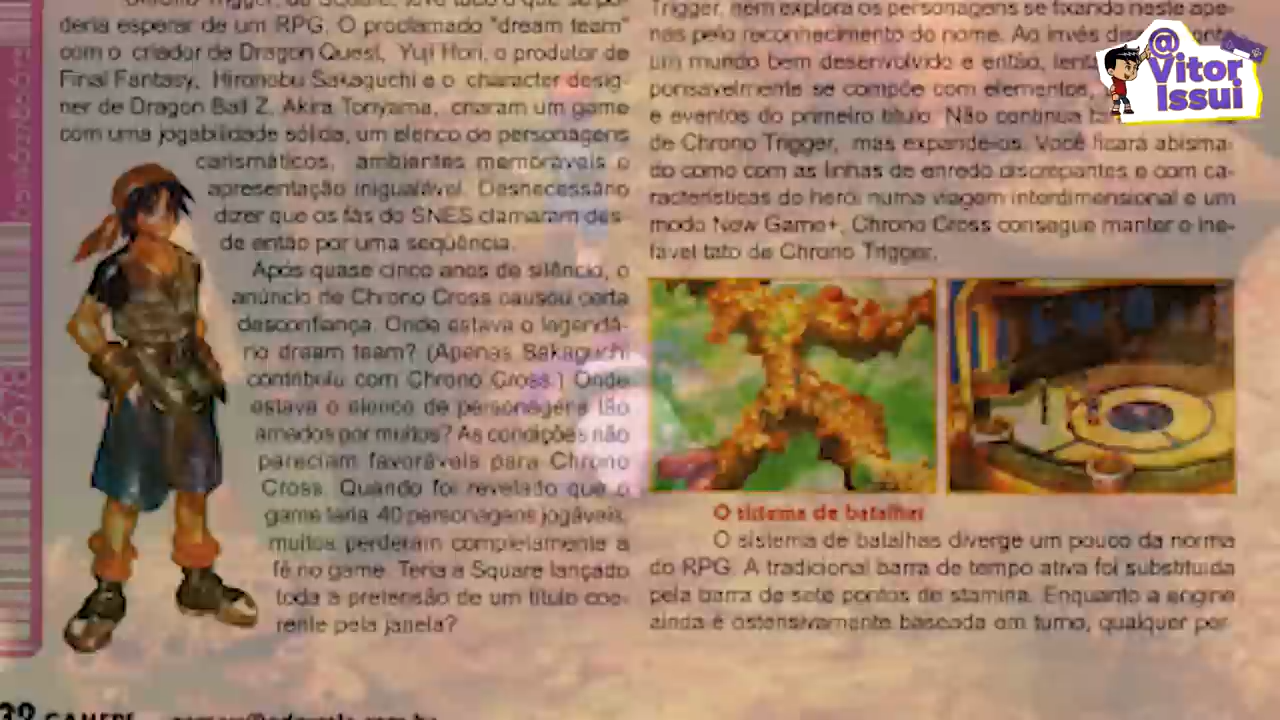 deria esperar de um RPG. O proclamado "dream team"
com o criador de Dragon Quest, Yuji Hori, o produtor de
Final Fantasy, Hironobu Sakaguchi e o character desig-
ner de Dragon Ball Z, Akira Toriyama, criaram um game
com uma jogabilidade sólida, um elenco de personagens
carismáticos, ambientes memoráveis e
apresentação inigualável. Desnecessário
dizer que os fãs do SNES clamaram des-
de então por uma seqüência.
Após quase cinco anos de silêncio, o
anúncio de Chrono Cross causou certa
desconfiança. Onde estava o legendá-
rio dream team? (Apenas Sakaguchi
contribuiu com Chrono Cross.) Onde
estava o elenco de personagens tão
amados por muitos? As condições não
pareciam favoráveis para Chrono
Cross. Quando foi revelado que o
game teria 40 personagens jogáveis,
muitos perderam completamente a
fé no game. Teria a Square lançado
toda a pretensão de um título coe-
rente pela janela?
Trigger, nem explora os personagens se fixando neste ape-
nas pelo reconhecimento do nome. Ao invés
um mundo bem desenvolvido e então,
ponsavelmente se compõe com elementos,
e eventos do primeiro título. Não continua
de Chrono Trigger, mas expande-os. Você ficará abisma-
do como com as linhas de enredo discrepantes e com ca-
racterísticas do herói numa viagem interdimensional e um
modo New Game+, Chrono Cross consegue manter o ine-
fável tato de Chrono Trigger.
O sistema de batalhas
O sistema de batalhas diverge um pouco da norma
do RPG. A tradicional barra de tempo ativa foi substituída
pela barra de sete pontos de stamina. Enquanto a engine
ainda é ostensivamente baseada em turno, qualquer per-
@
Vitor
Issui
45678